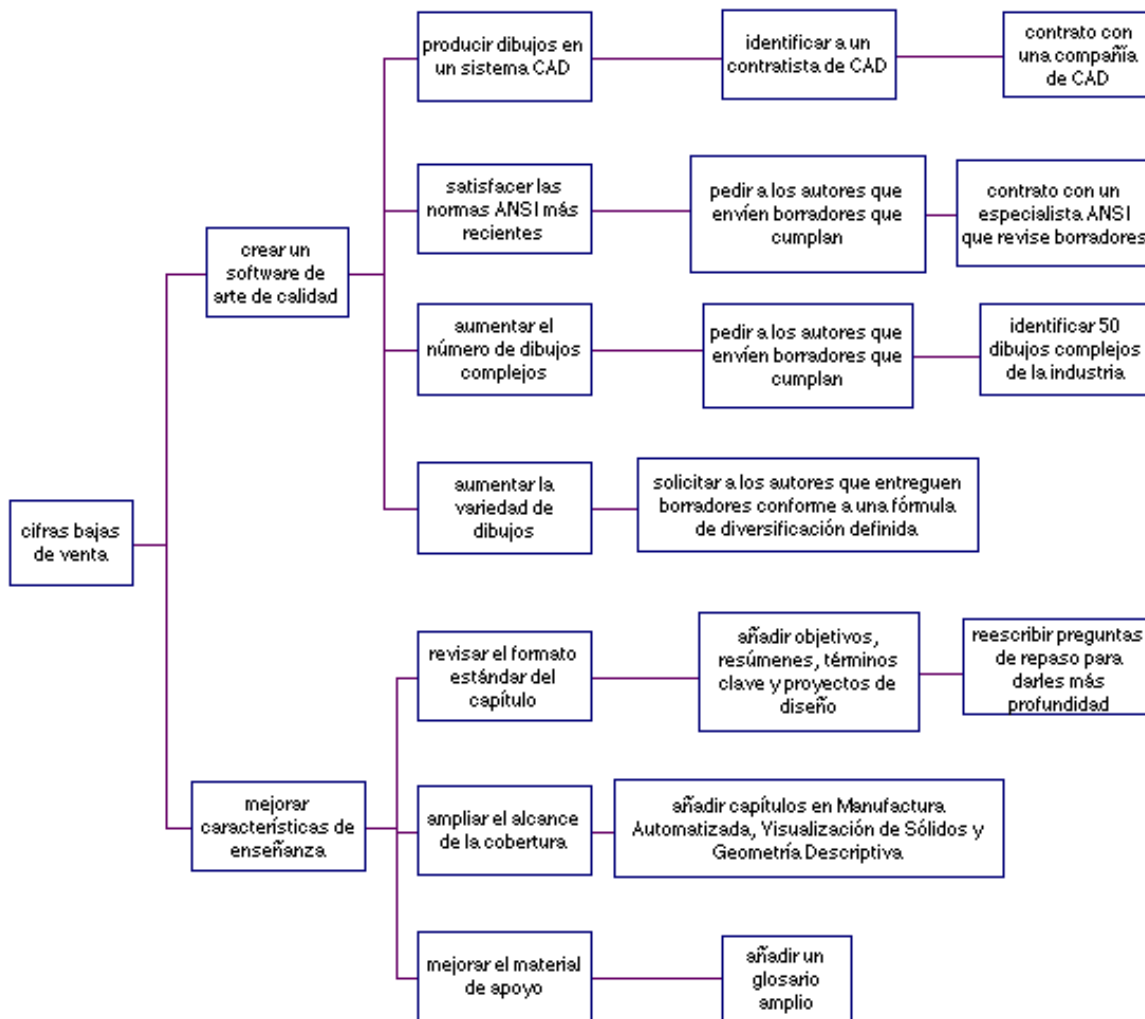 producir dibujos en
un sistema CAD
identificar a un
contratista de CAD
contrato con
una compañía
de CAD
satisfacer las
normas ANSI más
recientes
pedir a los autores que
envíen borradores que
cumplan
contrato con un
especialista ANSI
que revise borradores
crear un
software de
arte de calidad
aumentar el
número de dibujos
complejos
pedir a los autores que
envíen borradores que
cumplan
identificar 50
dibujos complejos
de la industria
aumentar la
variedad de
dibujos
solicitar a los autores que entreguen
borradores conforme a una fórmula
de diversificación definida
cifras bajas
de venta
revisar el formato
estándar del
capítulo
añadir objetivos,
resúmenes, términos
clave y proyectos de
diseño
reescribir preguntas
de repaso para
darles más
profundidad
mejorar
características de
enseñanza
ampliar el alcance
de la cobertura
añadir capítulos en Manufactura
Automatizada, Visualización de Sólidos y
Geometría Descriptiva
mejorar el material
de apoyo
añadir un
glosario
amplio